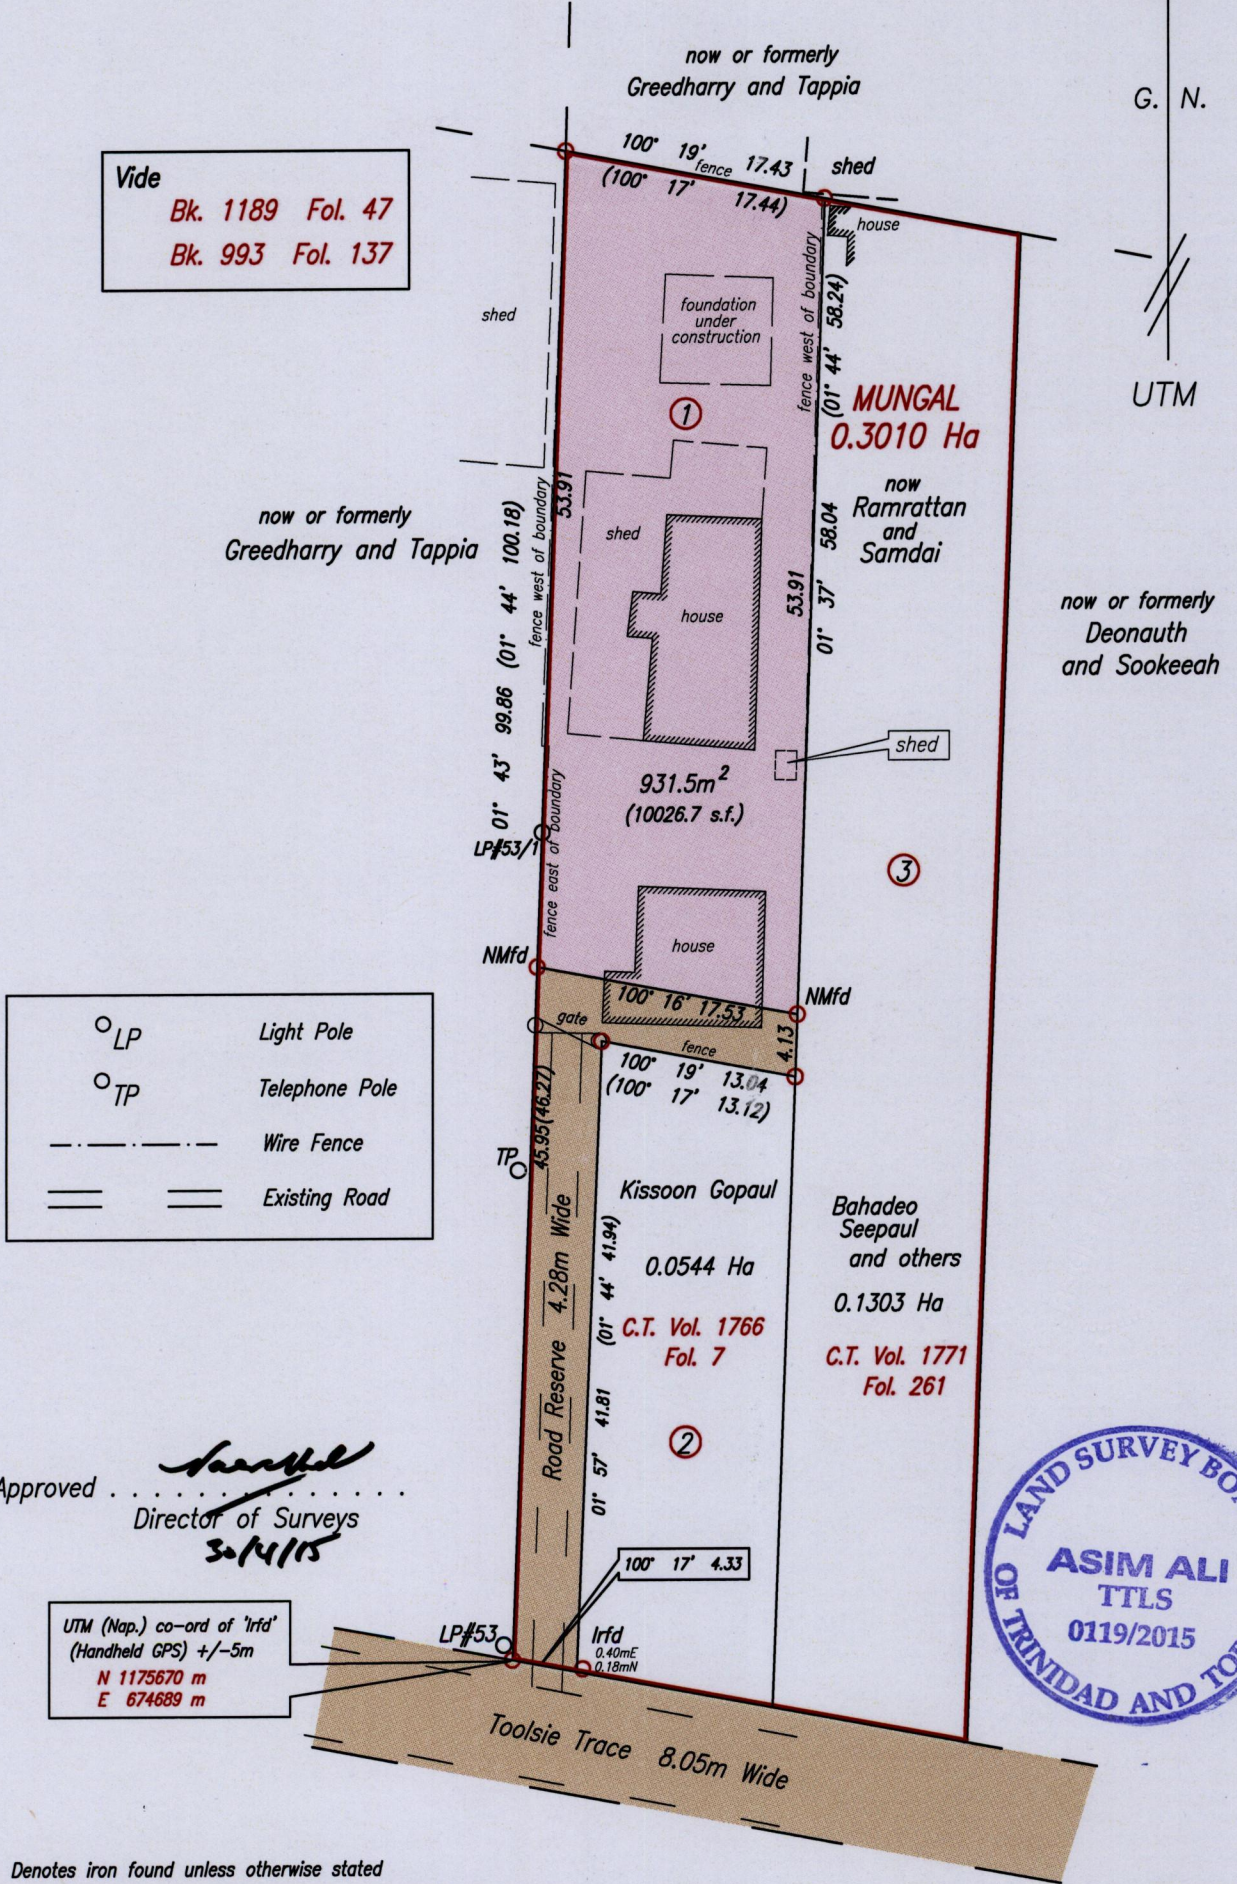 now or formerly
Greedharry and Tappia
G. N.
UTM
Vide
Bk. 1189 Fol. 47
Bk. 993 Fol. 137
100° 19' 17.43
fence
(100° 17' 17.44)
shed
house
shed
foundation
under
construction
fence west of boundary
(01° 44' 58.24)
1
MUNGAL
0.3010 Ha
now
Ramrattan
and
Samdai
now or formerly
Greedharry and Tappia
01° 43' 99.86 (01° 44' 100.18)
fence west of boundary
53.91
shed
house
53.91
01° 37' 58.04
now or formerly
Deonauth
and Sookeeah
shed
931.5m²
(10026.7 s.f.)
LP#53/1
fence east of boundary
3
house
NMfd
NMfd
100° 16' 17.53
gate
fence
4.13
100° 19' 13.04
(100° 17' 13.12)
LP Light Pole
TP Telephone Pole
Wire Fence
Existing Road
45.95(46.27)
TP
Road Reserve 4.28m Wide
01° 57' 41.81 (01° 44' 41.94)
Kissoon Gopaul
0.0544 Ha
C.T. Vol. 1766
Fol. 7
2
Bahadeo
Seepaul
and others
0.1303 Ha
C.T. Vol. 1771
Fol. 261
Approved . . . . . . . . . . . . . .
Director of Surveys
30/4/15
100° 17' 4.33
UTM (Nap.) co-ord of 'Irfd'
(Handheld GPS) +/-5m
N 1175670 m
E 674689 m
LP#53
Irfd
0.40mE
0.18mN
Toolsie Trace 8.05m Wide
LAND SURVEY BO
OF TRINIDAD AND TO
ASIM ALI
TTLS
0119/2015
Denotes iron found unless otherwise stated